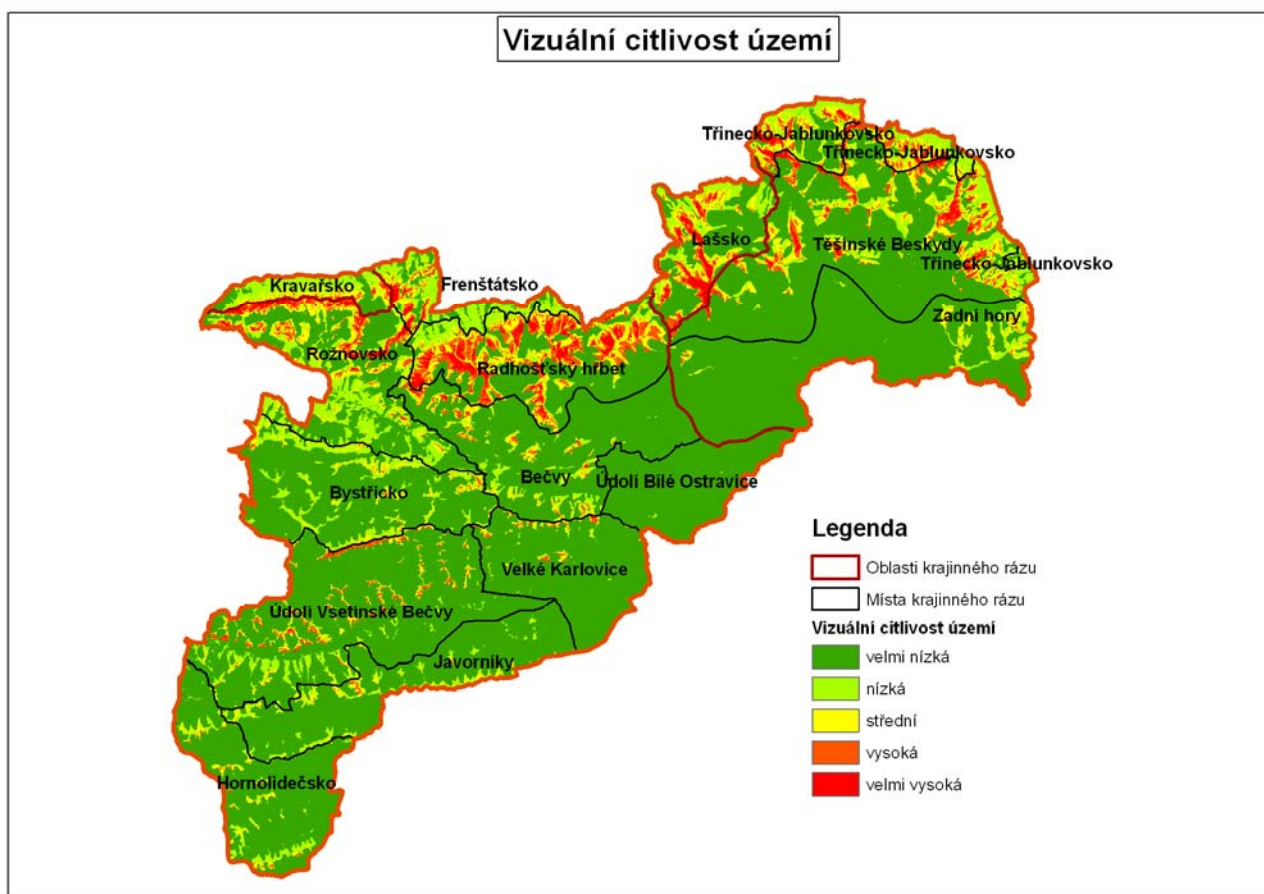 Vizuální citlivost území
Třinecko-Jablunkovsko
Třinecko-Jablunkovsko
Lašsko
Těšinské Beskydy
Třinecko-Jablunkovsko
Kravařsko
Frenštátsko
Zadní hory
Rožnovsko
Radhošťský hřbet
Bečvy
Údolí Bílé Ostravice
Bystřicko
Velké Karlovice
Údolí Vsetínské Bečvy
Javorníky
Hornolidečsko
Legenda
Oblasti krajinného rázu
Místa krajinného rázu
Vizuální citlivost území
velmi nízká
nízká
střední
vysoká
velmi vysoká